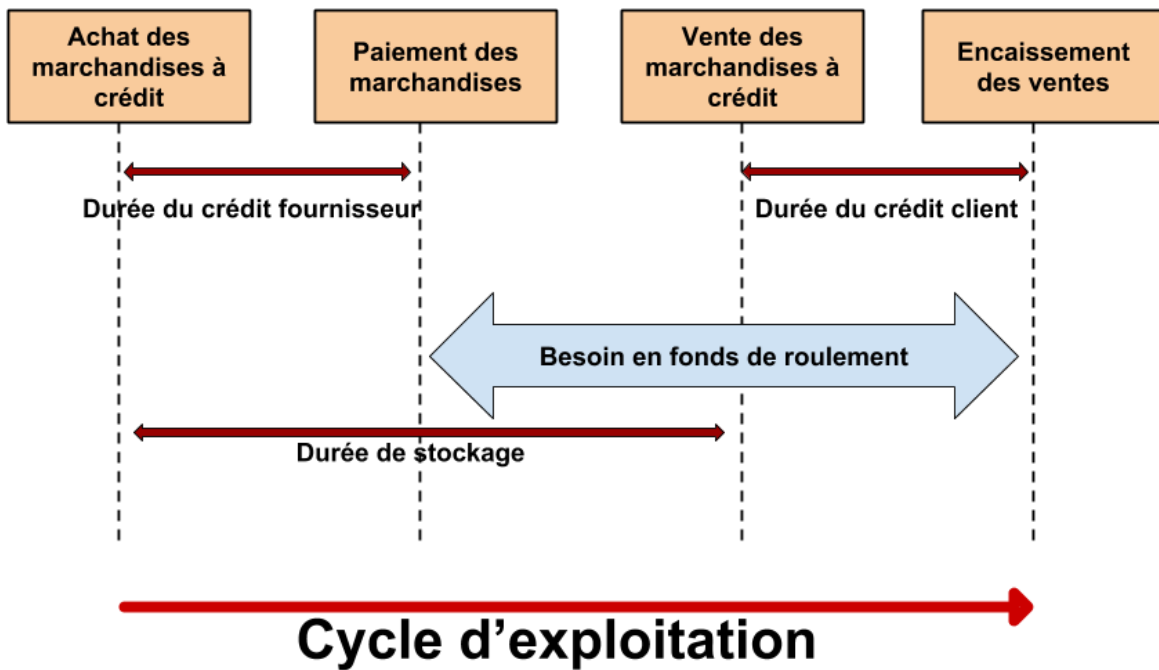 Achat des
marchandises à
crédit
Paiement des
marchandises
Vente des
marchandises à
crédit
Encaissement
des ventes
Durée du crédit fournisseur
Durée du crédit client
Besoin en fonds de roulement
Durée de stockage
Cycle d'exploitation